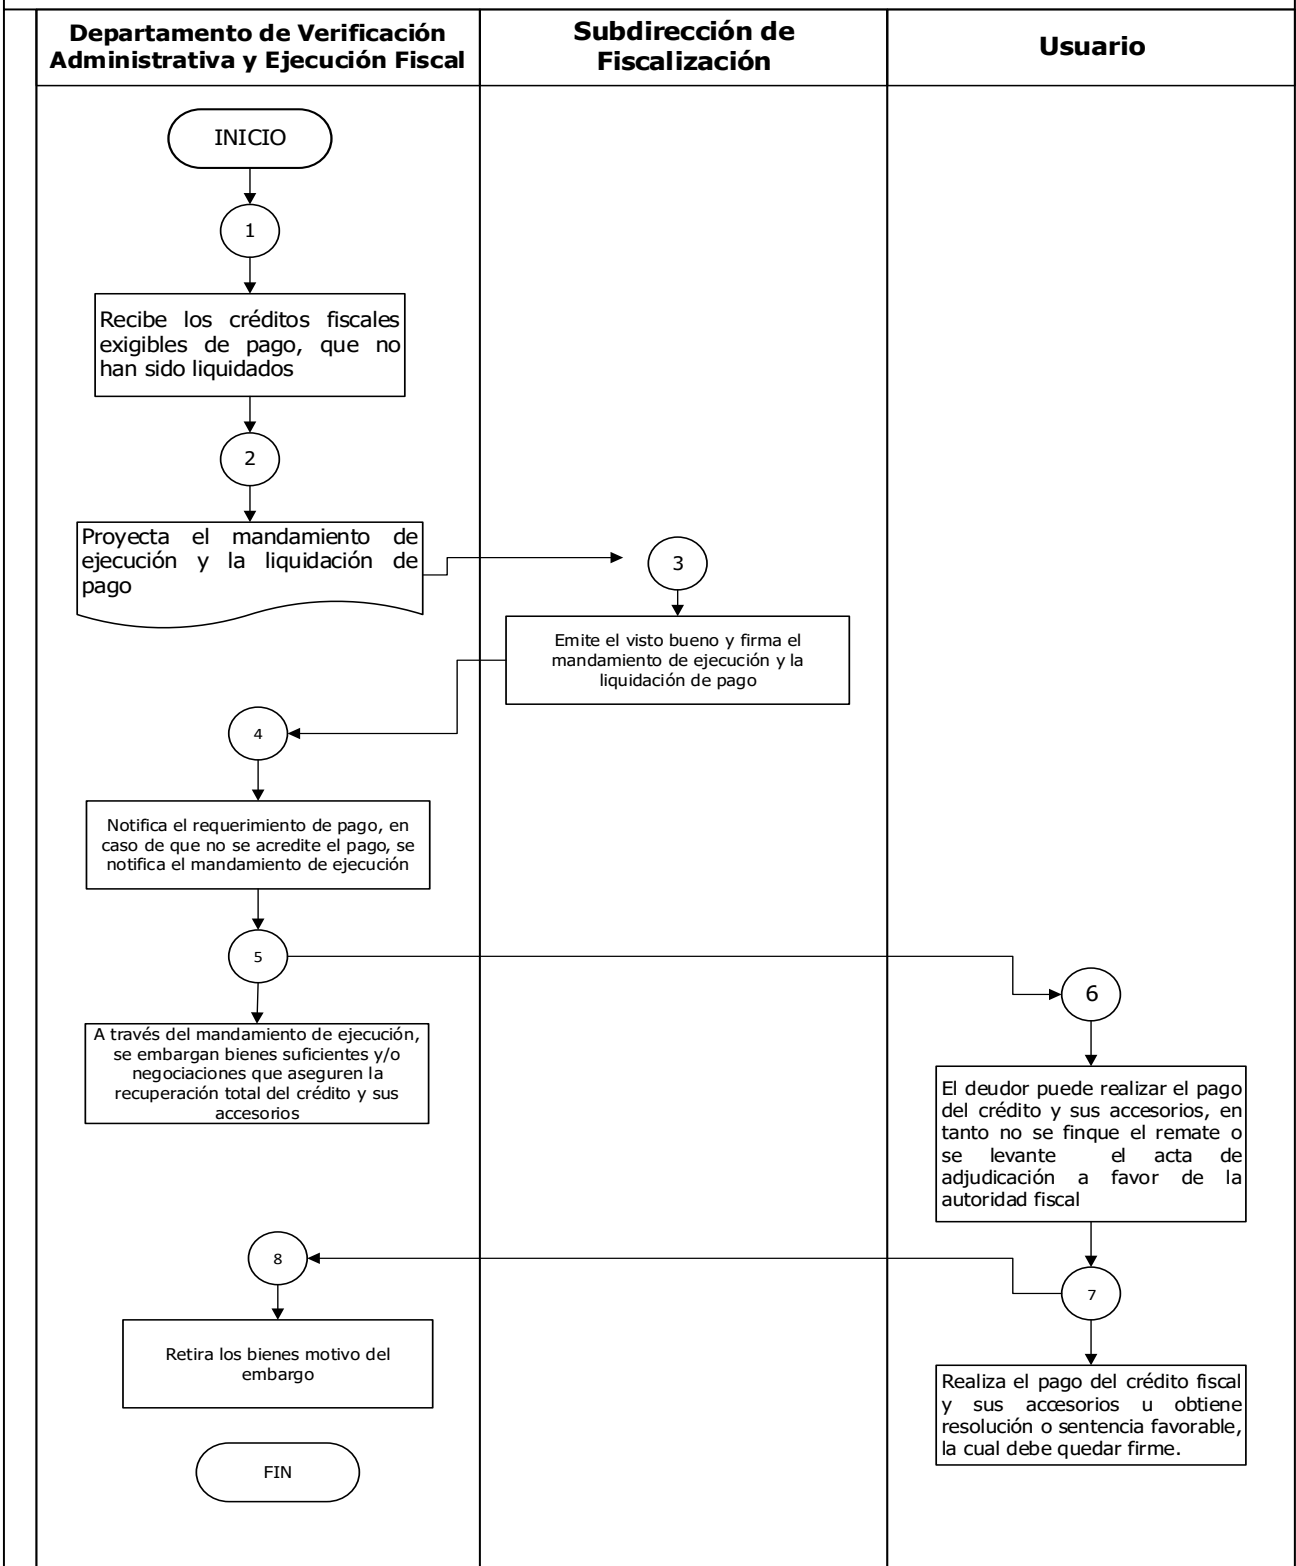 Departamento de Verificación
Administrativa y Ejecución Fiscal
Subdirección de
Fiscalización
Usuario
INICIO
1
Recibe los créditos fiscales
exigibles de pago, que no
han sido liquidados
2
Proyecta el mandamiento de
ejecución y la liquidación de
pago
3
Emite el visto bueno y firma el
mandamiento de ejecución y la
liquidación de pago
4
Notifica el requerimiento de pago, en
caso de que no se acredite el pago, se
notifica el mandamiento de ejecución
5
A través del mandamiento de ejecución,
se embargan bienes suficientes y/o
negociaciones que aseguren la
recuperación total del crédito y sus
accesorios
6
El deudor puede realizar el pago
del crédito y sus accesorios, en
tanto no se finque el remate o
se levante el acta de
adjudicación a favor de la
autoridad fiscal
7
Realiza el pago del crédito fiscal
y sus accesorios u obtiene
resolución o sentencia favorable,
la cual debe quedar firme.
8
Retira los bienes motivo del
embargo
FIN